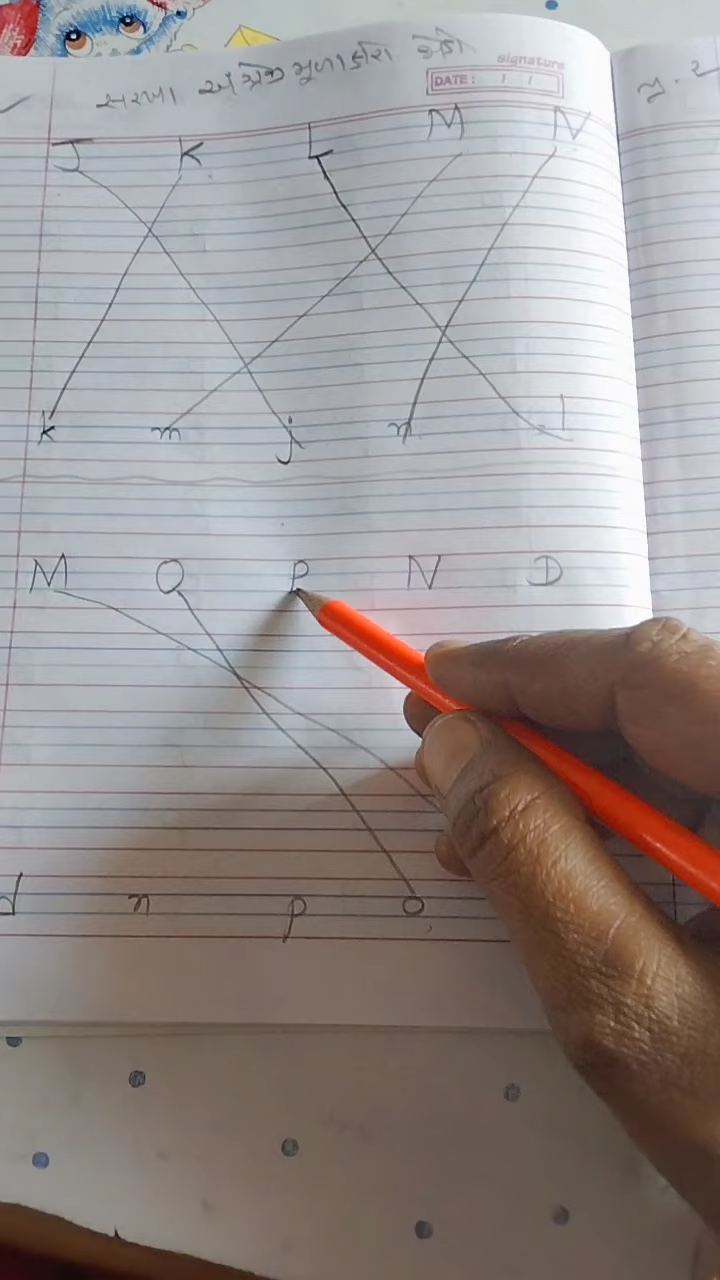 signature
સરખા અંગ્રેજી મૂળાક્ષરો જોડો
DATE: / /
J K L M N
k m j n l
M O P N D
d n p o